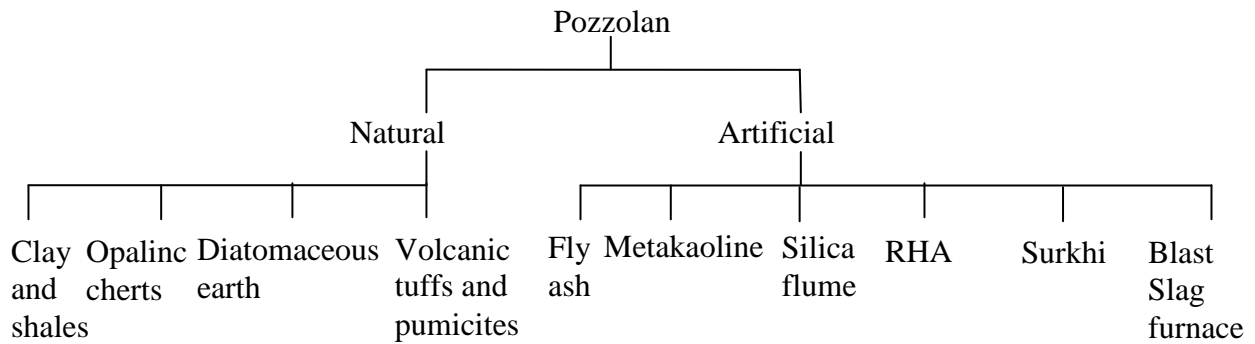 Pozzolan
Natural
Artificial
Clay
and
shales
Opalinc
cherts
Diatomaceous
earth
Volcanic
tuffs and
pumicites
Fly
ash
Metakaoline
Silica
flume
RHA
Surkhi
Blast
Slag
furnace